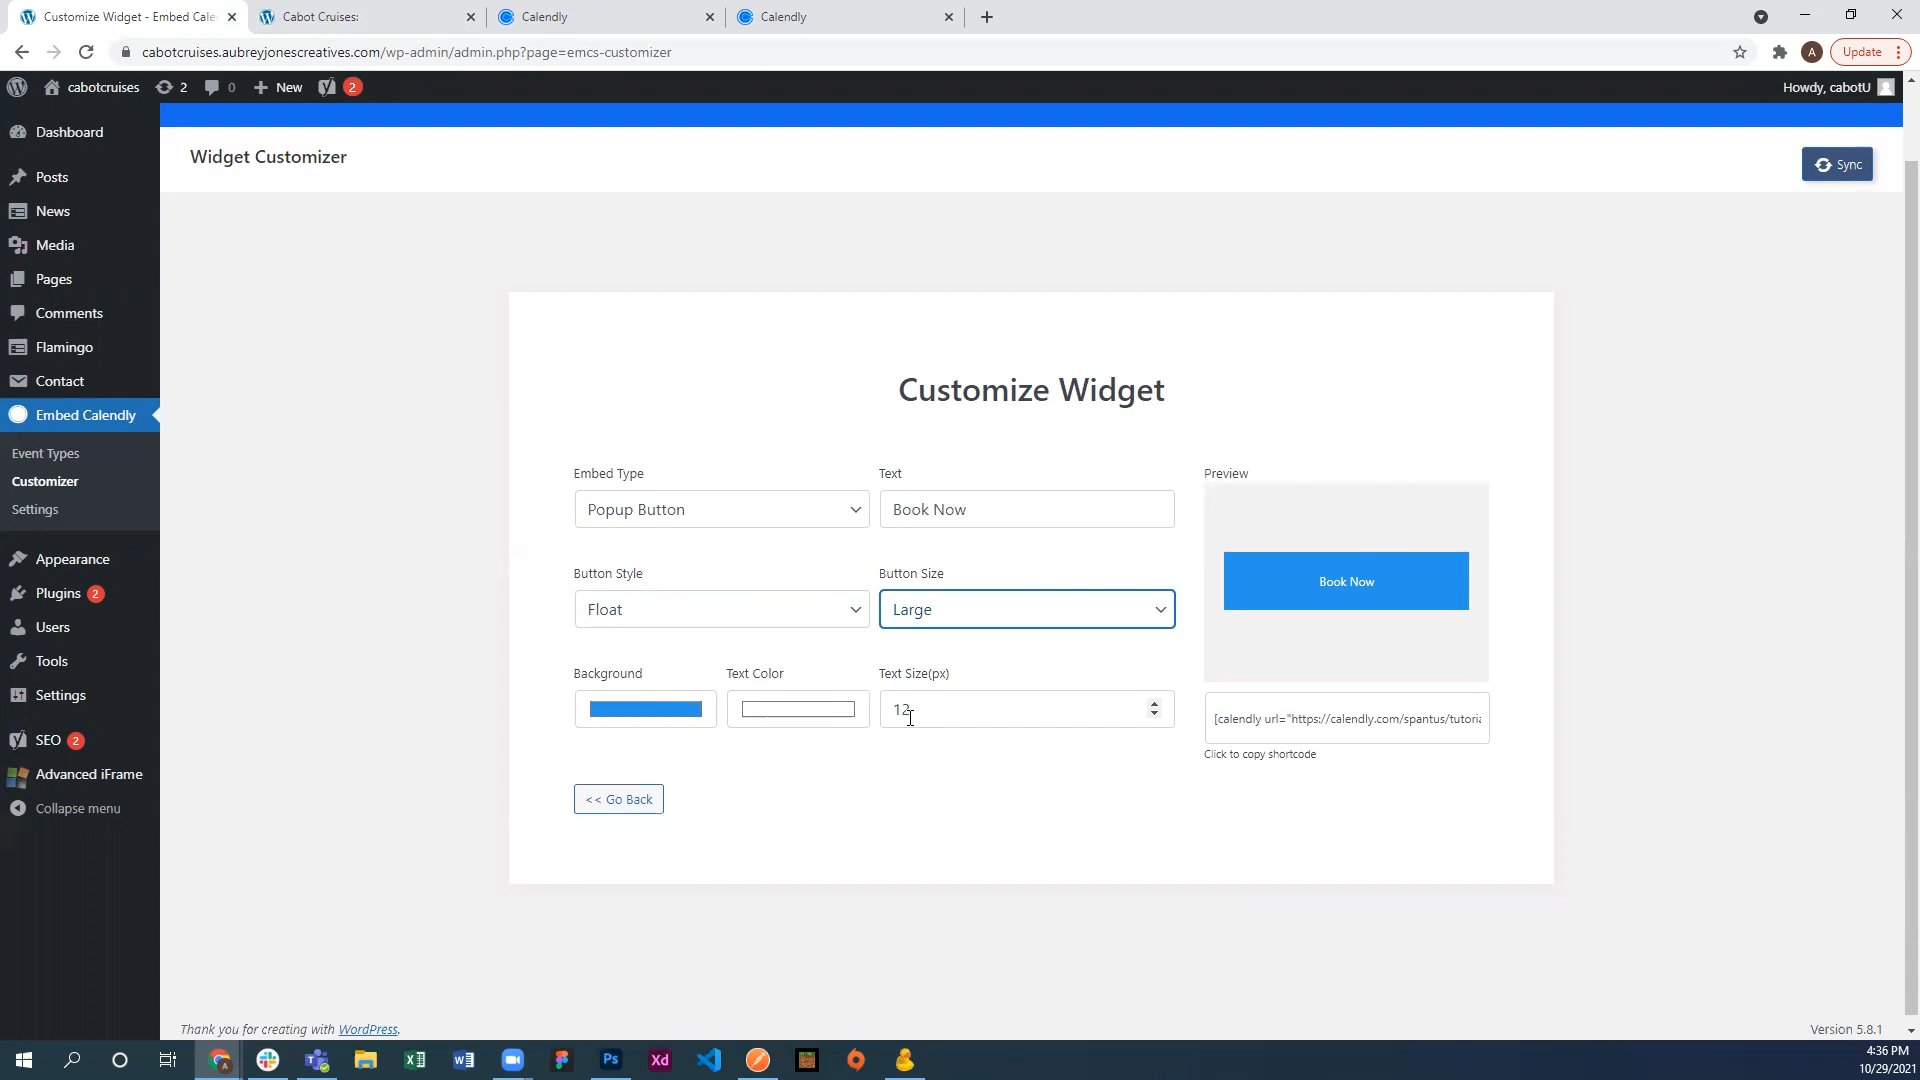 Customize Widget - Embed Cale
Cabot Cruises:
Calendly
Calendly
cabotcruises.aubreyjonescreatives.com/wp-admin/admin.php?page=emcs-customizer
A
Update
cabotcruises
2
0
New
2
Howdy, cabotU
Dashboard
Posts
News
Media
Pages
Comments
Flamingo
Contact
Embed Calendly
Event Types
Customizer
Settings
Appearance
Plugins 2
Users
Tools
Settings
SEO 2
Advanced iFrame
Collapse menu
Widget Customizer
Sync
Customize Widget
Embed Type
Text
Preview
Popup Button
Book Now
Button Style
Button Size
Float
Large
Book Now
Background
Text Color
Text Size(px)
12
[calendly url="https://calendly.com/spantus/tutoria
Click to copy shortcode
<< Go Back
Thank you for creating with WordPress.
Version 5.8.1
Ps
Xd
4:36 PM
10/29/2021